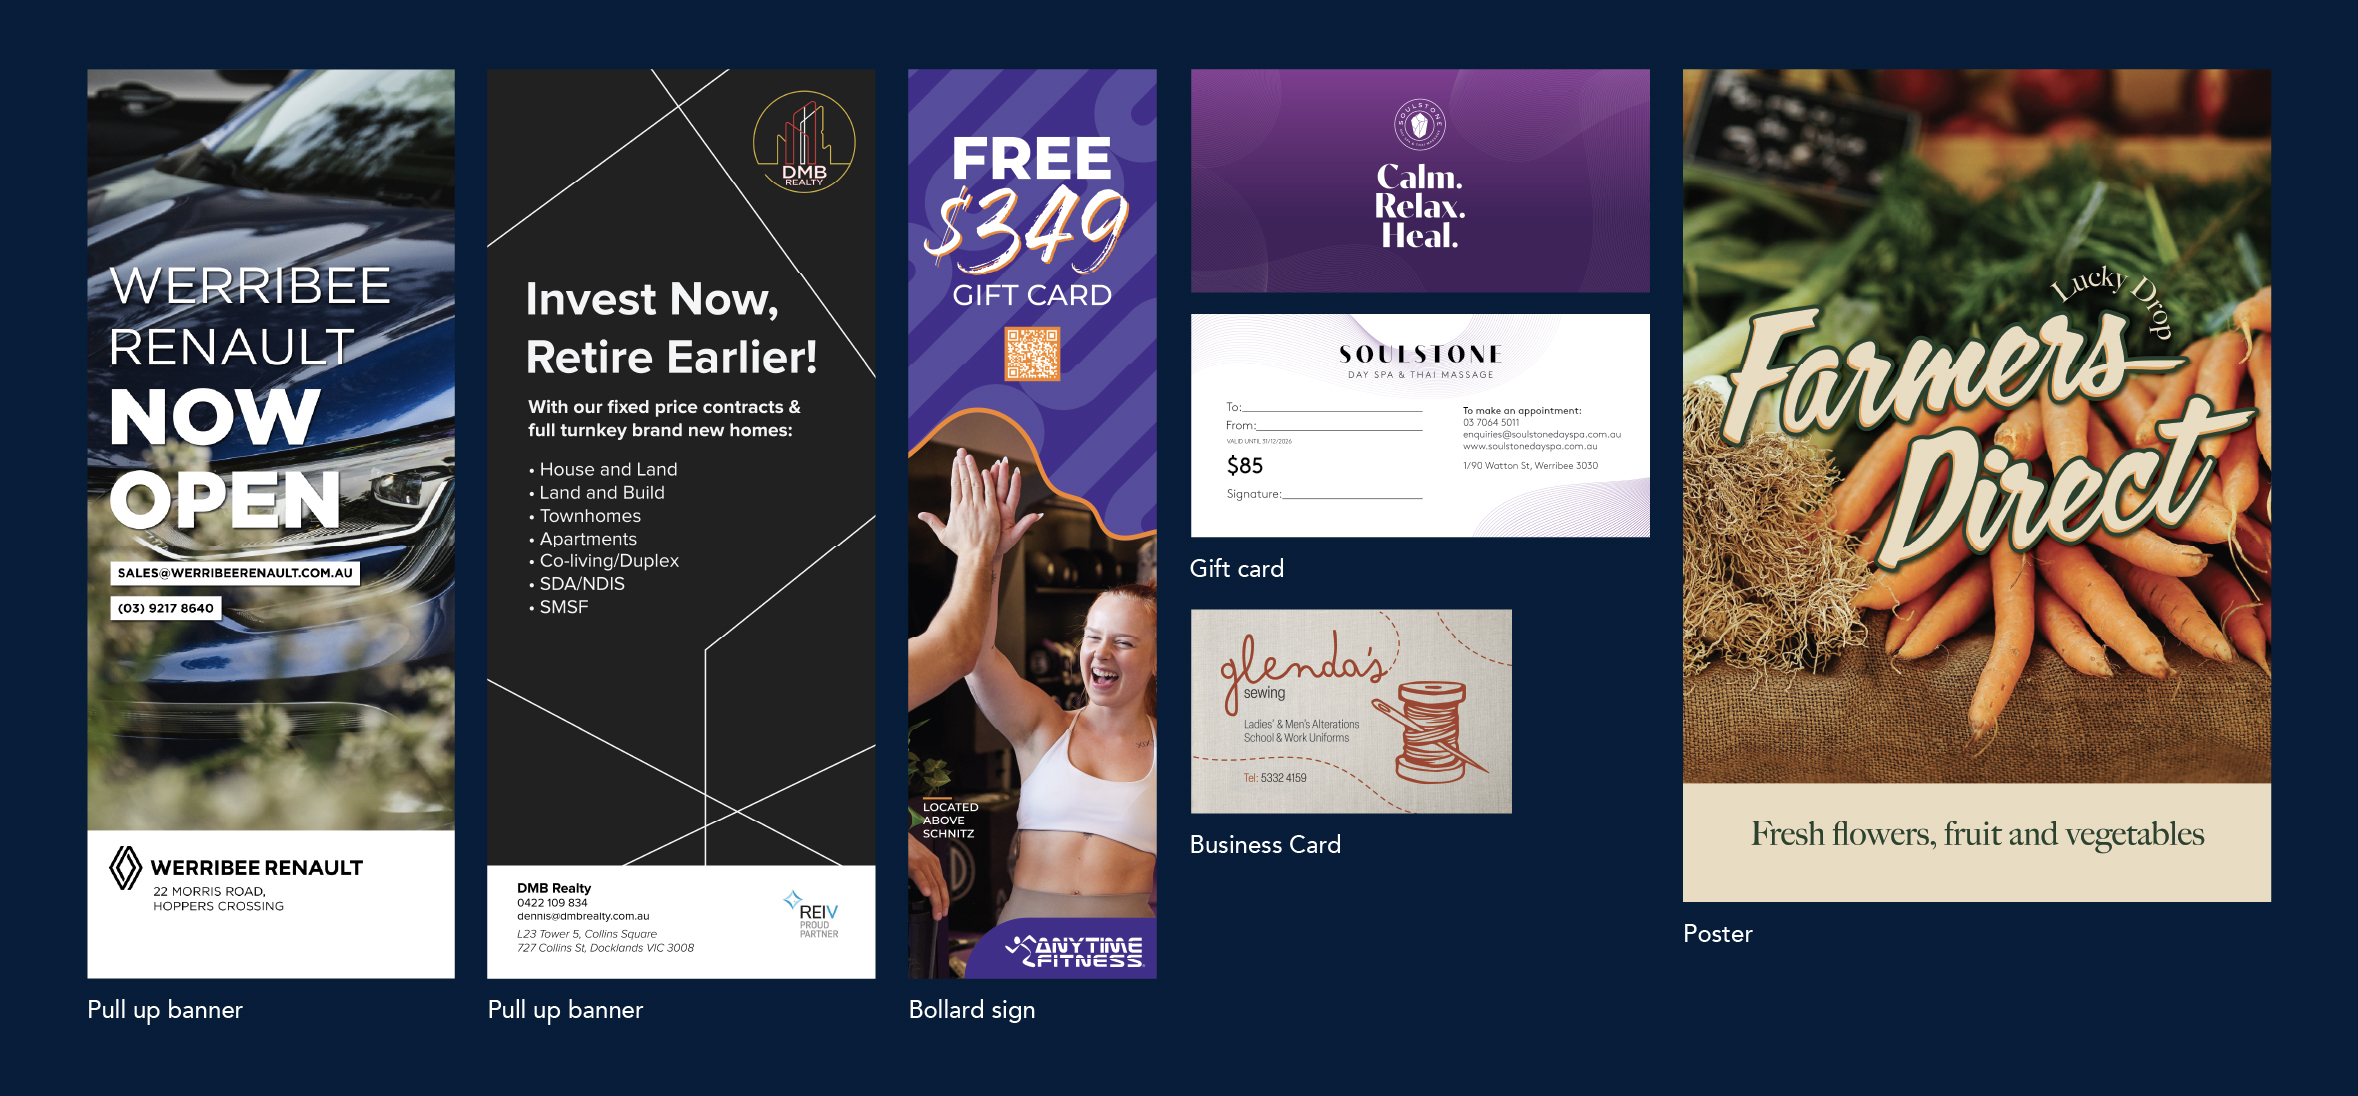 WERRIBEE
RENAULT
NOW
OPEN
SALES@WERRIBEERENAULT.COM.AU
(03) 9217 8640
WERRIBEE RENAULT
22 MORRIS ROAD,
HOPPERS CROSSING
Pull up banner
DMB
REALTY
Invest Now,
Retire Earlier!
With our fixed price contracts &
full turnkey brand new homes:
• House and Land
• Land and Build
• Townhomes
• Apartments
• Co-living/Duplex
• SDA/NDIS
• SMSF
DMB Realty
0422 109 834
dennis@dmbrealty.com.au
L23 Tower 5, Collins Square
727 Collins St, Docklands VIC 3008
REIV
PROUD
PARTNER
Pull up banner
FREE
$349
GIFT CARD
LOCATED
ABOVE
SCHNITZ
ANYTIME
FITNESS
Bollard sign
SOULSTONE
Calm.
Relax.
Heal.
SOULSTONE
DAY SPA & THAI MASSAGE
To:
From:
VALID UNTIL 31/12/2026
$85
Signature:
To make an appointment:
03 7064 5011
enquiries@soulstonedayspa.com.au
www.soulstonedayspa.com.au
1/90 Watton St, Werribee 3030
Gift card
glenda's
sewing
Ladies' & Men's Alterations
School & Work Uniforms
Tel: 5332 4159
Business Card
Lucky Drop
Farmers
Direct
Fresh flowers, fruit and vegetables
Poster